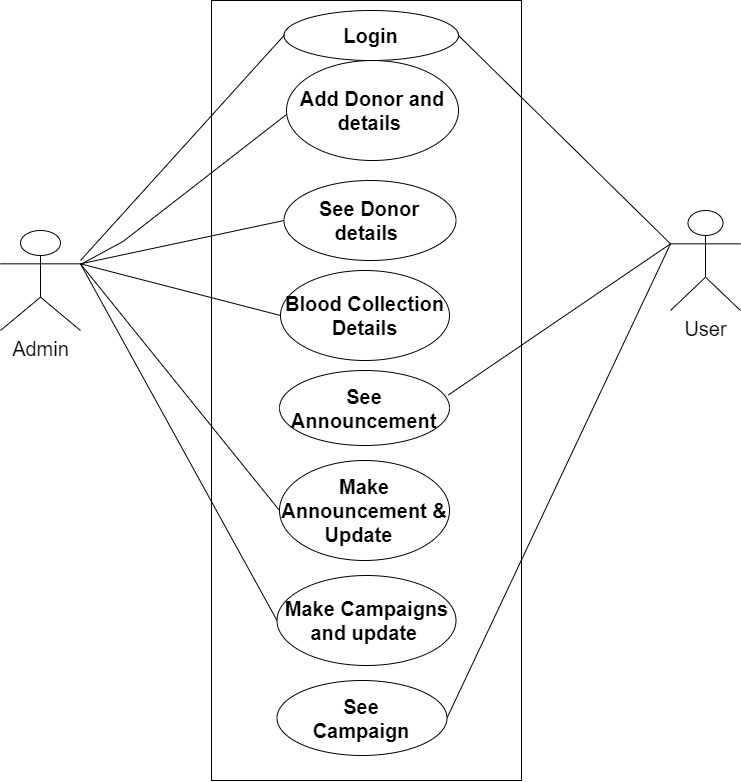 Login
Add Donor and
details
See Donor
details
Blood Collection
Details
Admin
User
See
Announcement
Make
Announcement &
Update
Make Campaigns
and update
See
Campaign